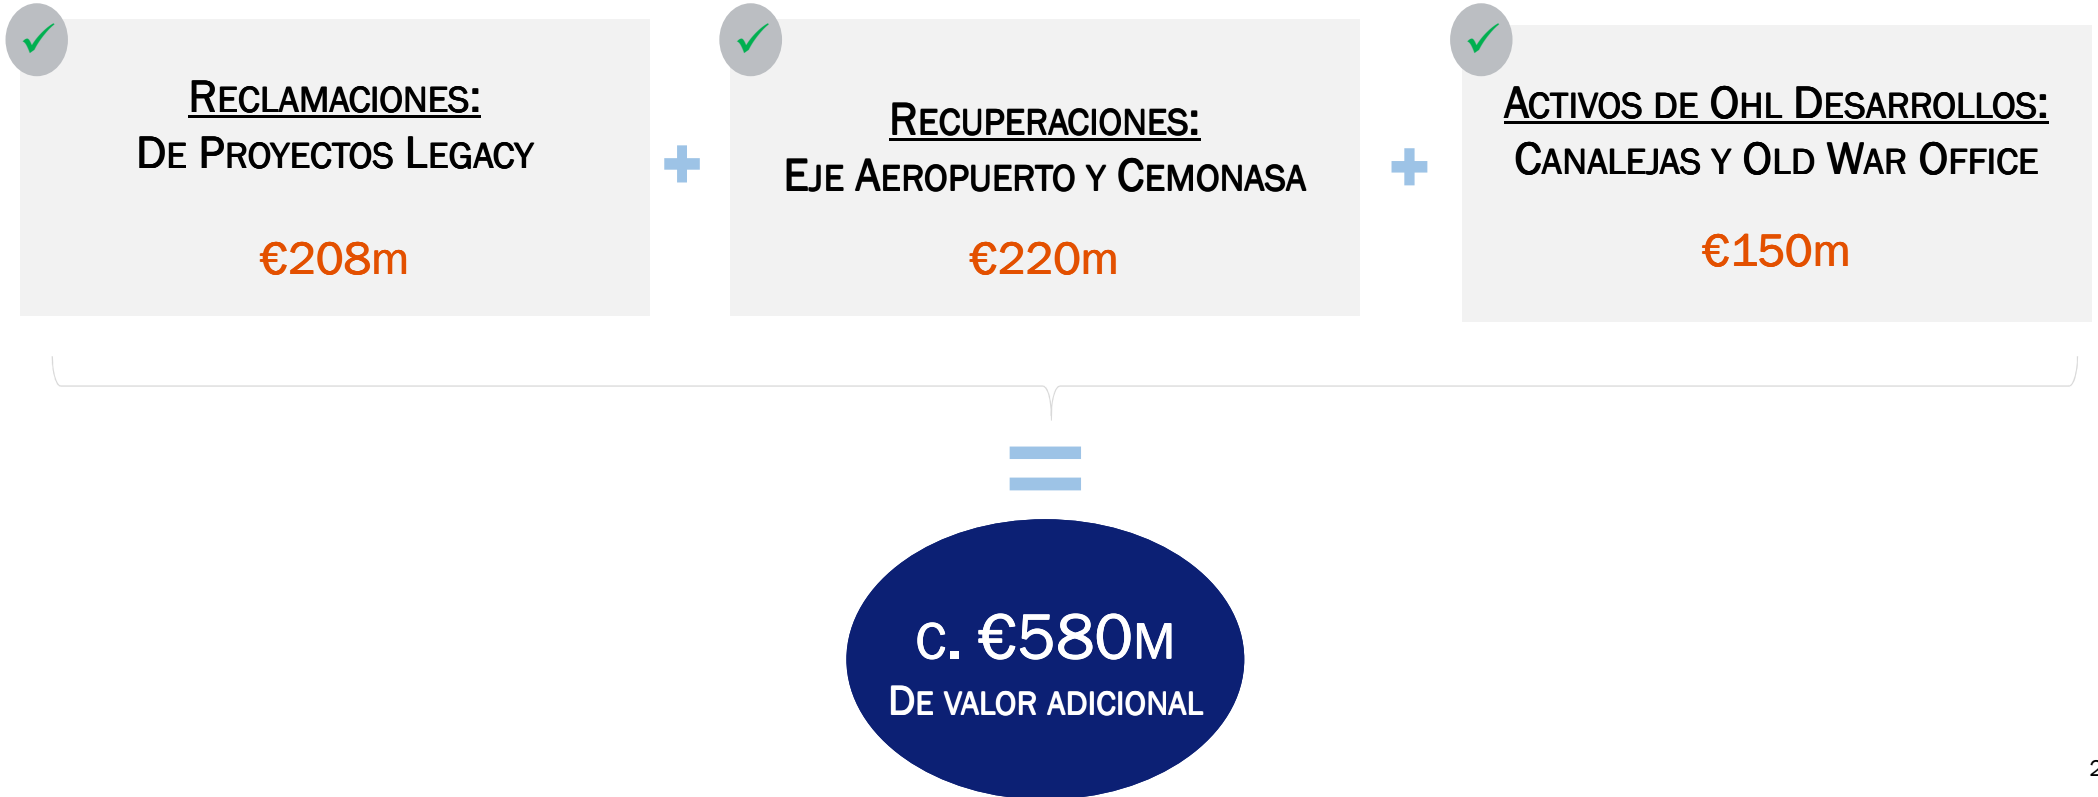 RECLAMACIONES:
DE PROYECTOS LEGACY
€208m
RECUPERACIONES:
EJE AEROPUERTO Y CEMONASA
€220m
ACTIVOS DE OHL DESARROLLOS:
CANALEJAS Y OLD WAR OFFICE
€150m
C. €580M
DE VALOR ADICIONAL